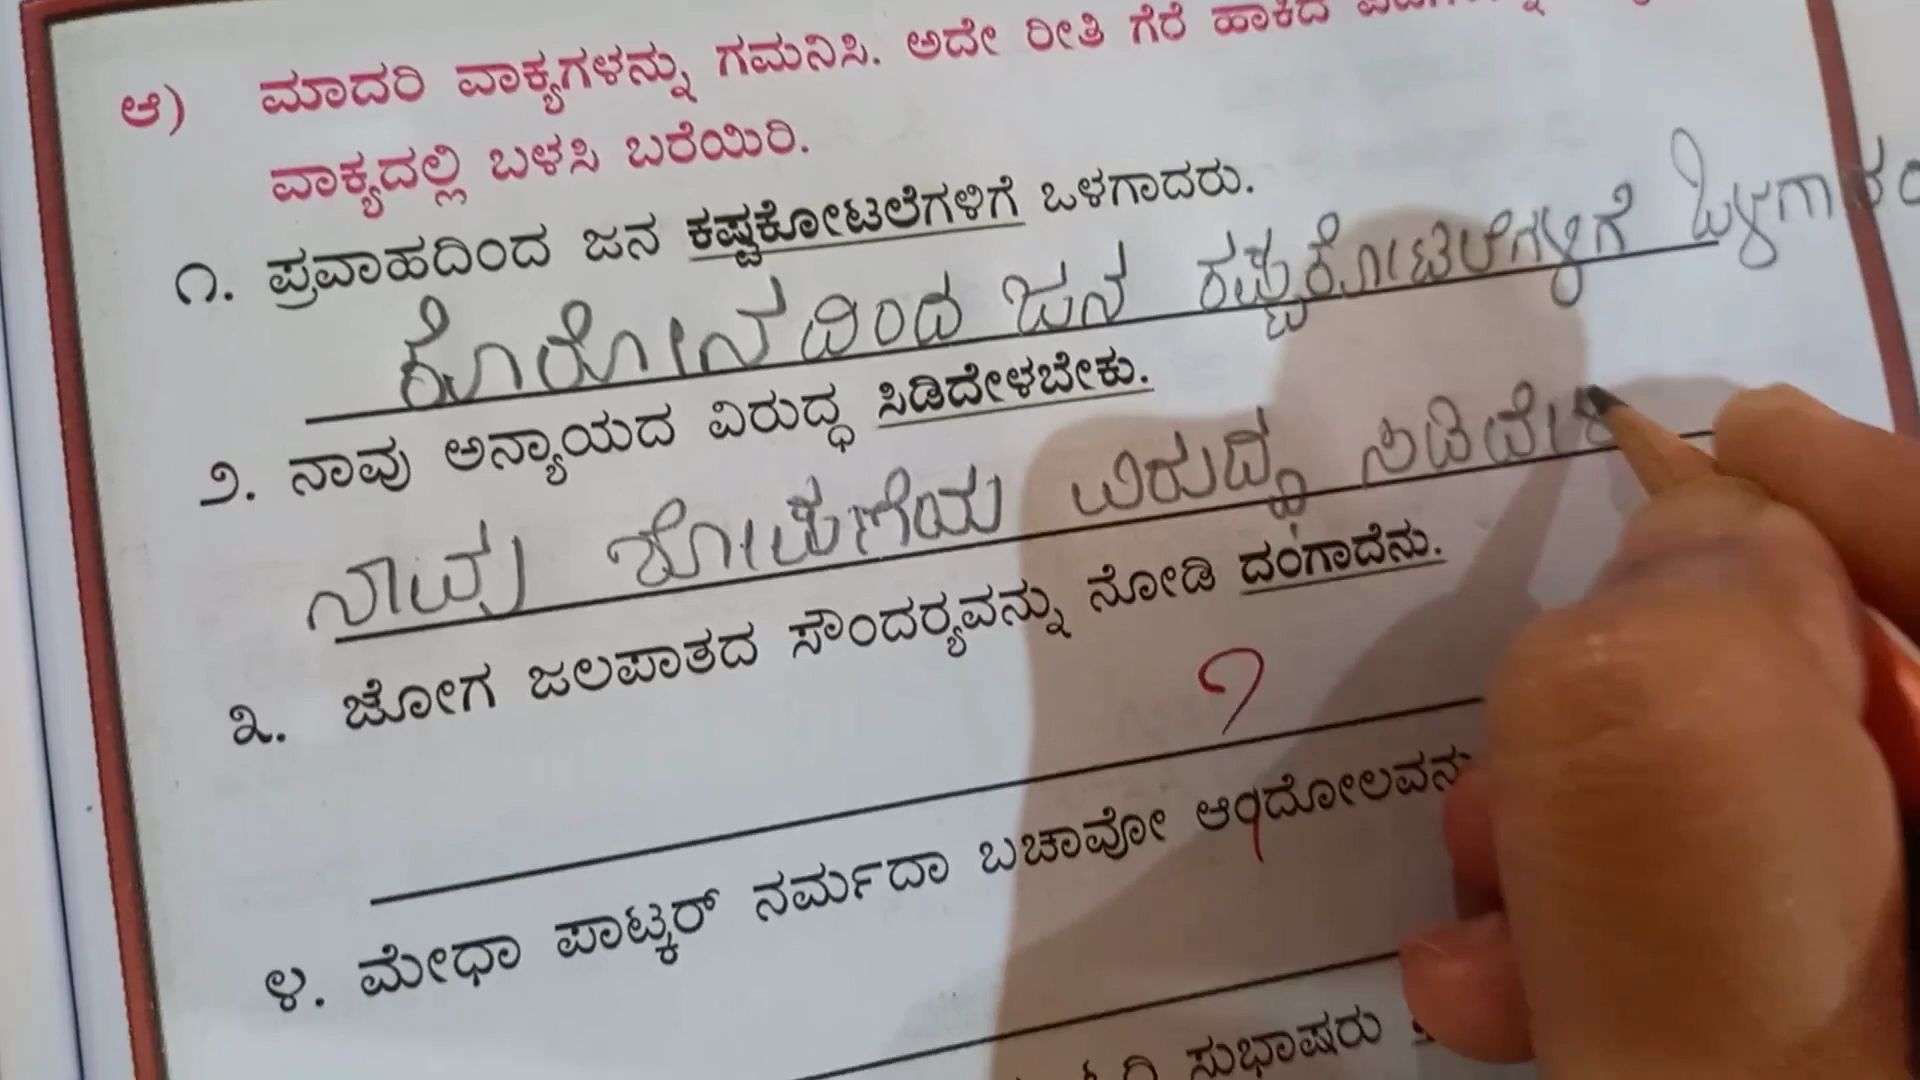 ಆ) ಮಾದರಿ ವಾಕ್ಯಗಳನ್ನು ಗಮನಿಸಿ. ಅದೇ ರೀತಿ ಗೆರೆ ಹಾಕಿದ
ವಾಕ್ಯದಲ್ಲಿ ಬಳಸಿ ಬರೆಯಿರಿ.
೧. ಪ್ರವಾಹದಿಂದ ಜನ ಕಷ್ಟಕೋಟಲೆಗಳಿಗೆ ಒಳಗಾದರು.
ಕೊರೋನದಿಂದ ಜನ ಕಷ್ಟಕೋಟಲೆಗಳಿಗೆ
೨. ನಾವು ಅನ್ಯಾಯದ ವಿರುದ್ಧ ಸಿಡಿದೇಳಬೇಕು.
ನಾವು ಶೋಷಣೆಯ ವಿರುದ್ಧ ಸಿಡಿದೇಳ
೩. ಜೋಗ ಜಲಪಾತದ ಸೌಂದರ‍್ಯವನ್ನು ನೋಡಿ ದಂಗಾದೆನು.
೪. ಮೇಧಾ ಪಾಟ್ಕರ್ ನರ್ಮದಾ ಬಚಾವೋ
ಸುಭಾಷರು